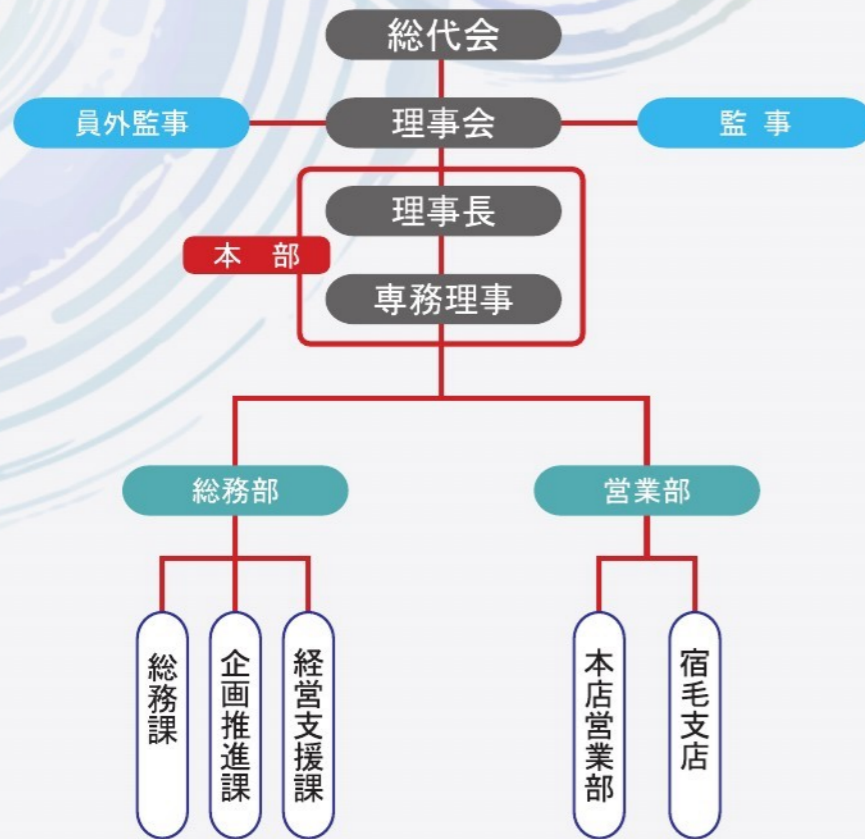 総代会
員外監事
理事会
監 事
理事長
本 部
専務理事
総務部
営業部
総務課
企画推進課
経営支援課
本店営業部
宿毛支店